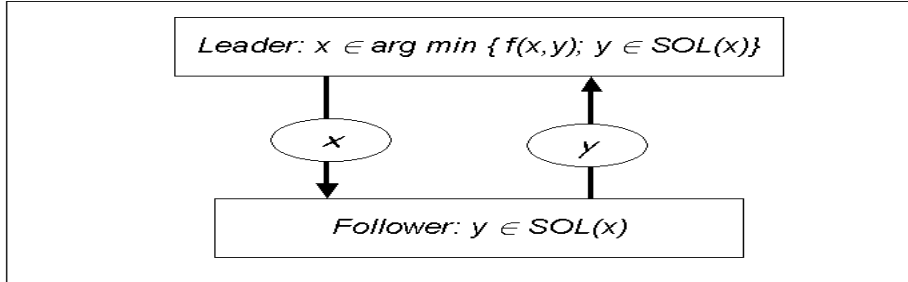 Leader: x ∈ arg min { f(x,y); y ∈ SOL(x)}
x
y
Follower: y ∈ SOL(x)